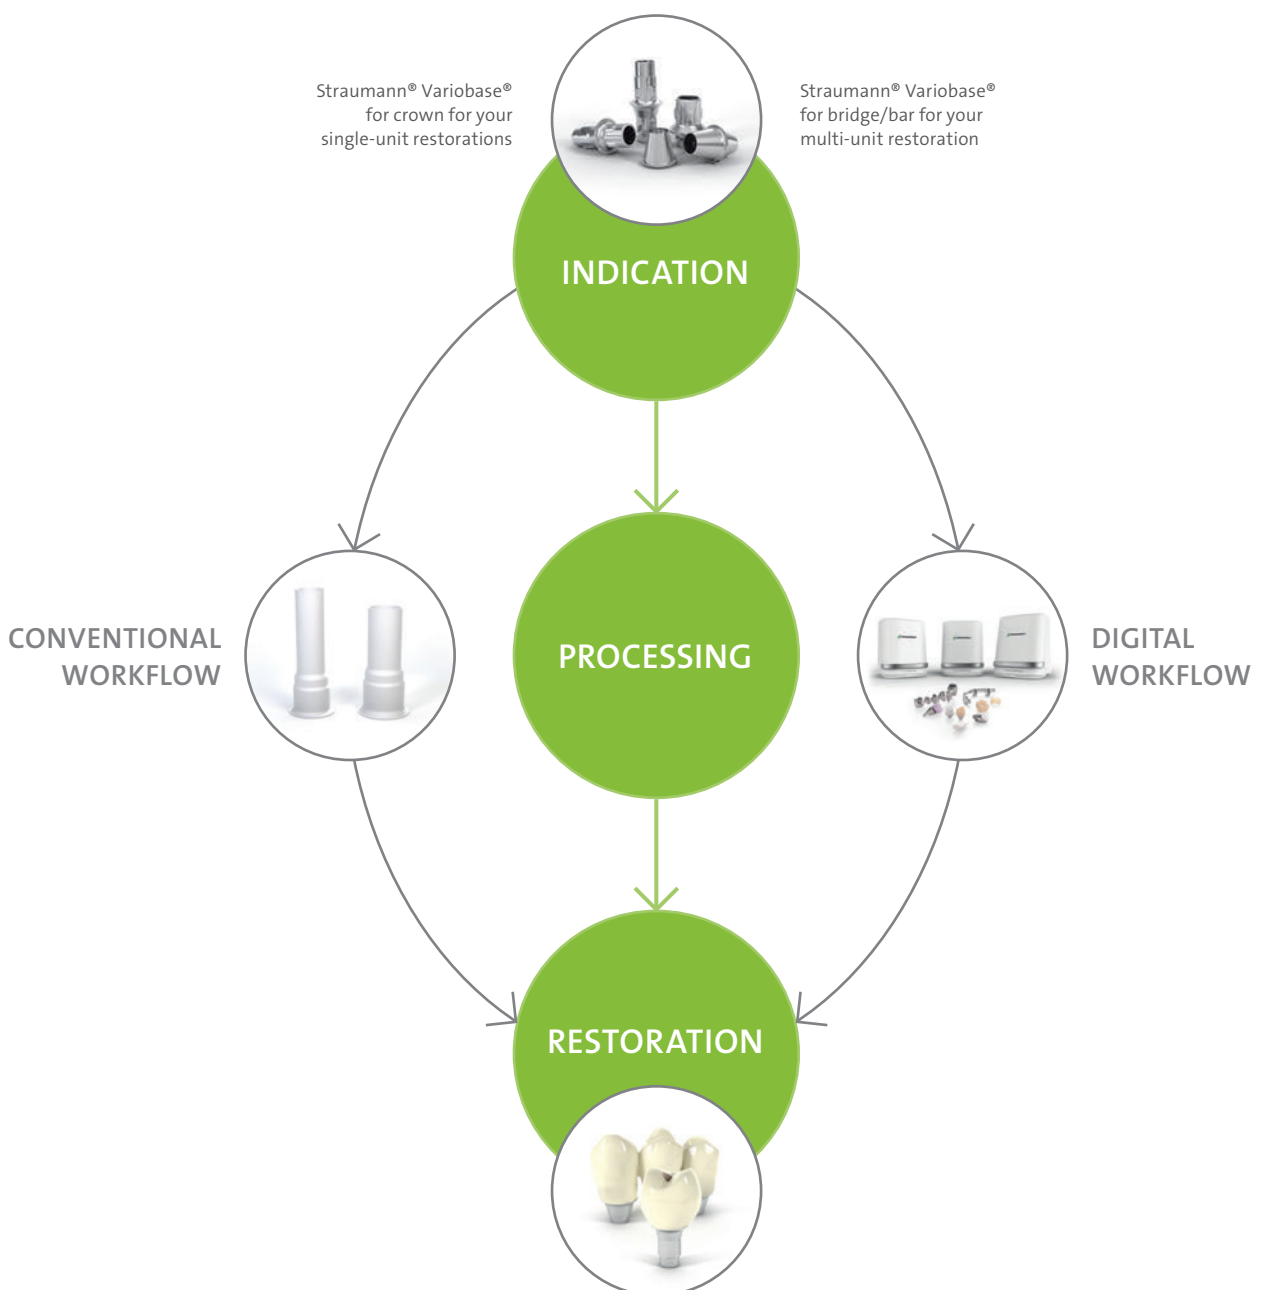 Straumann® Variobase®
for crown for your
single-unit restorations
Straumann® Variobase®
for bridge/bar for your
multi-unit restoration
INDICATION
CONVENTIONAL
WORKFLOW
PROCESSING
DIGITAL
WORKFLOW
RESTORATION